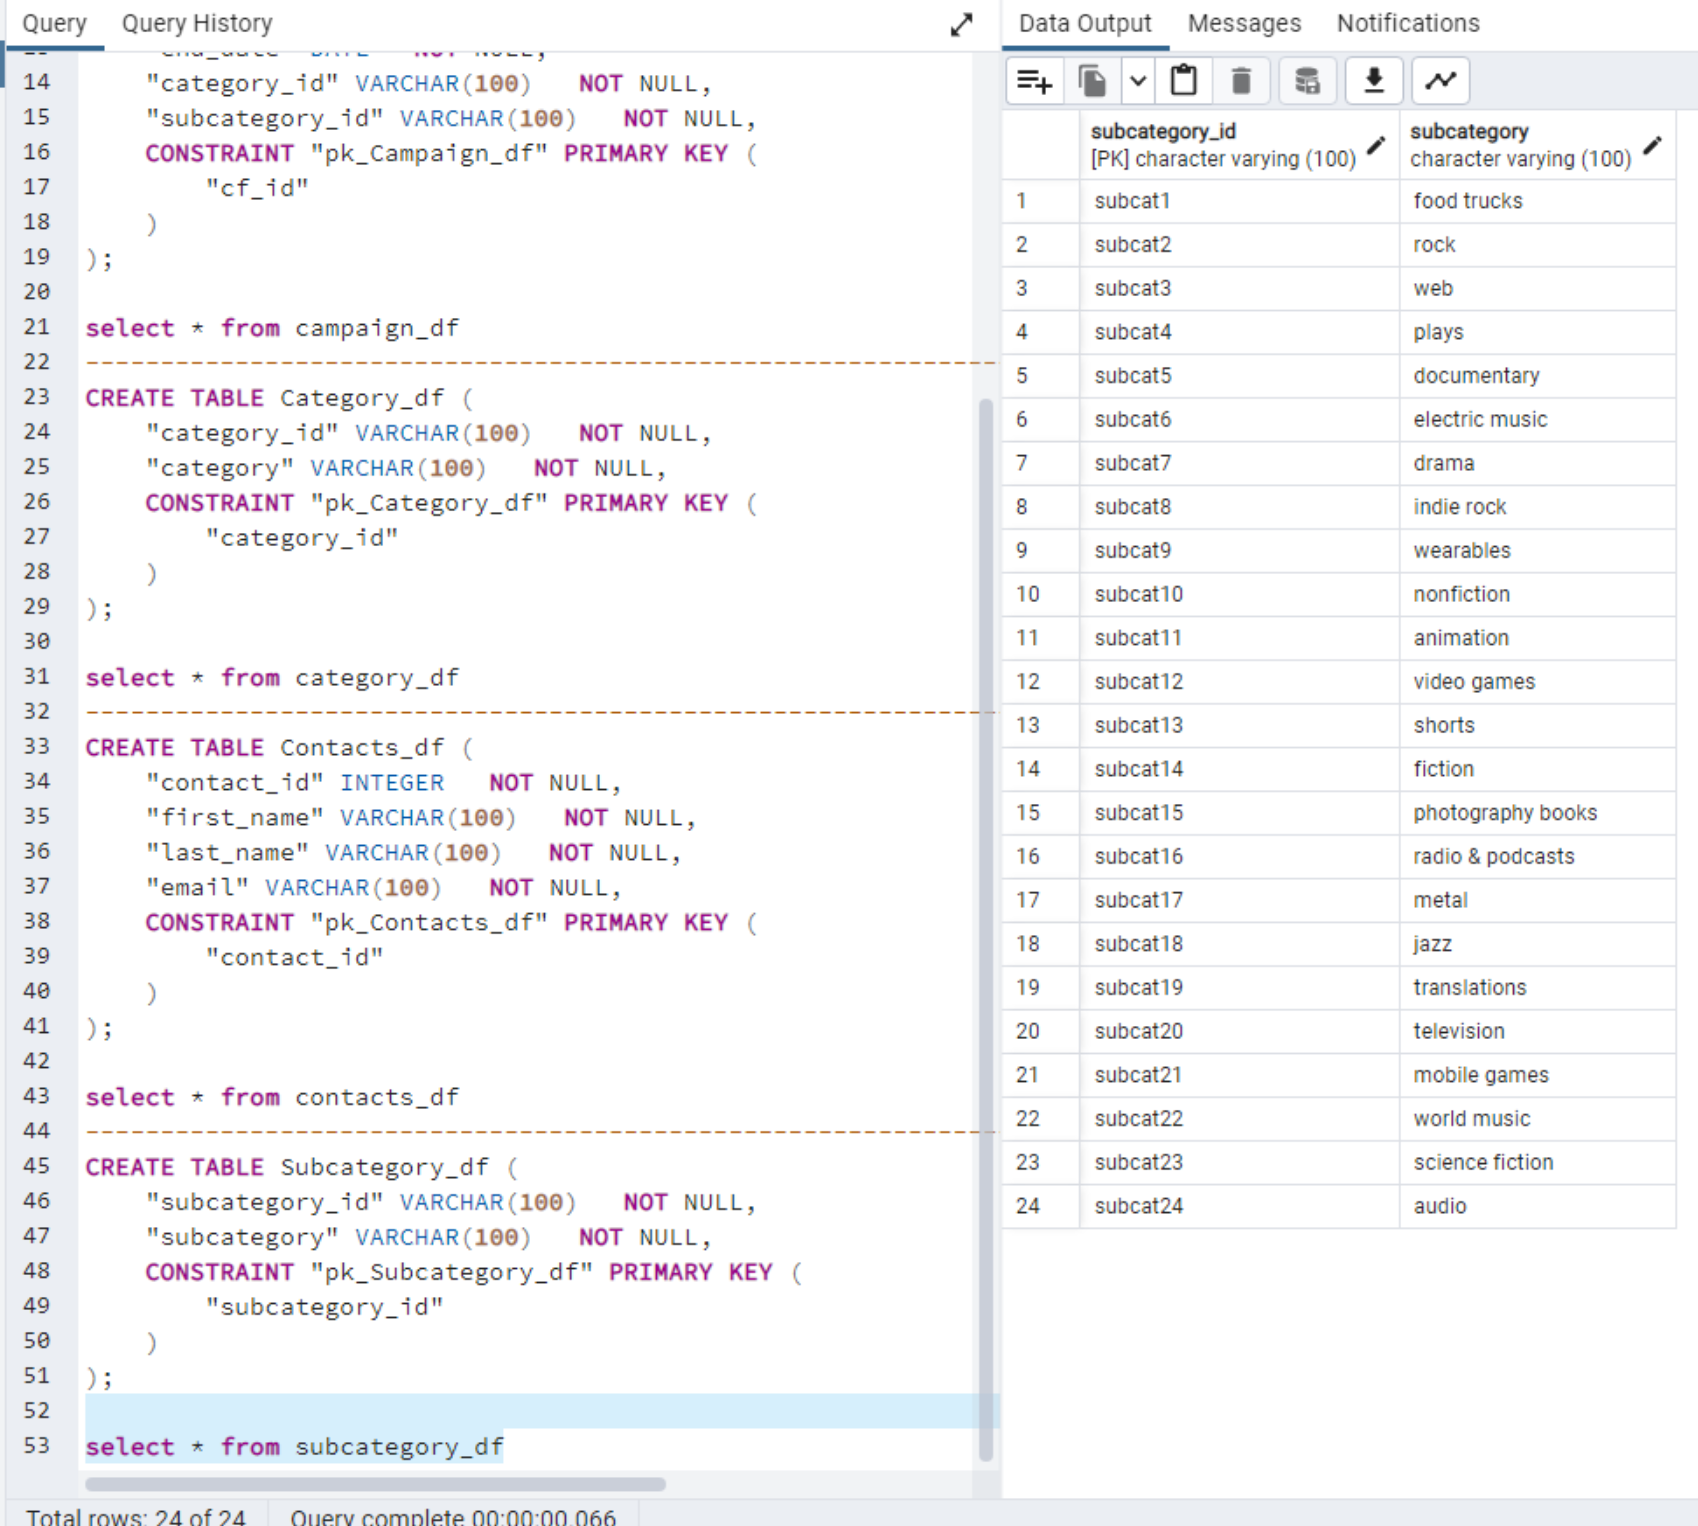 Query Query History
"end_date" DATE NOT NULL,
14 "category_id" VARCHAR(100) NOT NULL,
15 "subcategory_id" VARCHAR(100) NOT NULL,
16 CONSTRAINT "pk_Campaign_df" PRIMARY KEY (
17 "cf_id"
18 )
19 );
20
21 select * from campaign_df
22 -------------------------------------------------------------
23 CREATE TABLE Category_df (
24 "category_id" VARCHAR(100) NOT NULL,
25 "category" VARCHAR(100) NOT NULL,
26 CONSTRAINT "pk_Category_df" PRIMARY KEY (
27 "category_id"
28 )
29 );
30
31 select * from category_df
32 -------------------------------------------------------------
33 CREATE TABLE Contacts_df (
34 "contact_id" INTEGER NOT NULL,
35 "first_name" VARCHAR(100) NOT NULL,
36 "last_name" VARCHAR(100) NOT NULL,
37 "email" VARCHAR(100) NOT NULL,
38 CONSTRAINT "pk_Contacts_df" PRIMARY KEY (
39 "contact_id"
40 )
41 );
42
43 select * from contacts_df
44 -------------------------------------------------------------
45 CREATE TABLE Subcategory_df (
46 "subcategory_id" VARCHAR(100) NOT NULL,
47 "subcategory" VARCHAR(100) NOT NULL,
48 CONSTRAINT "pk_Subcategory_df" PRIMARY KEY (
49 "subcategory_id"
50 )
51 );
52
53 select * from subcategory_df
Data Output Messages Notifications
subcategory_id subcategory
[PK] character varying (100) character varying (100)
1 subcat1 food trucks
2 subcat2 rock
3 subcat3 web
4 subcat4 plays
5 subcat5 documentary
6 subcat6 electric music
7 subcat7 drama
8 subcat8 indie rock
9 subcat9 wearables
10 subcat10 nonfiction
11 subcat11 animation
12 subcat12 video games
13 subcat13 shorts
14 subcat14 fiction
15 subcat15 photography books
16 subcat16 radio & podcasts
17 subcat17 metal
18 subcat18 jazz
19 subcat19 translations
20 subcat20 television
21 subcat21 mobile games
22 subcat22 world music
23 subcat23 science fiction
24 subcat24 audio
Total rows: 24 of 24 Query complete 00:00:00.066